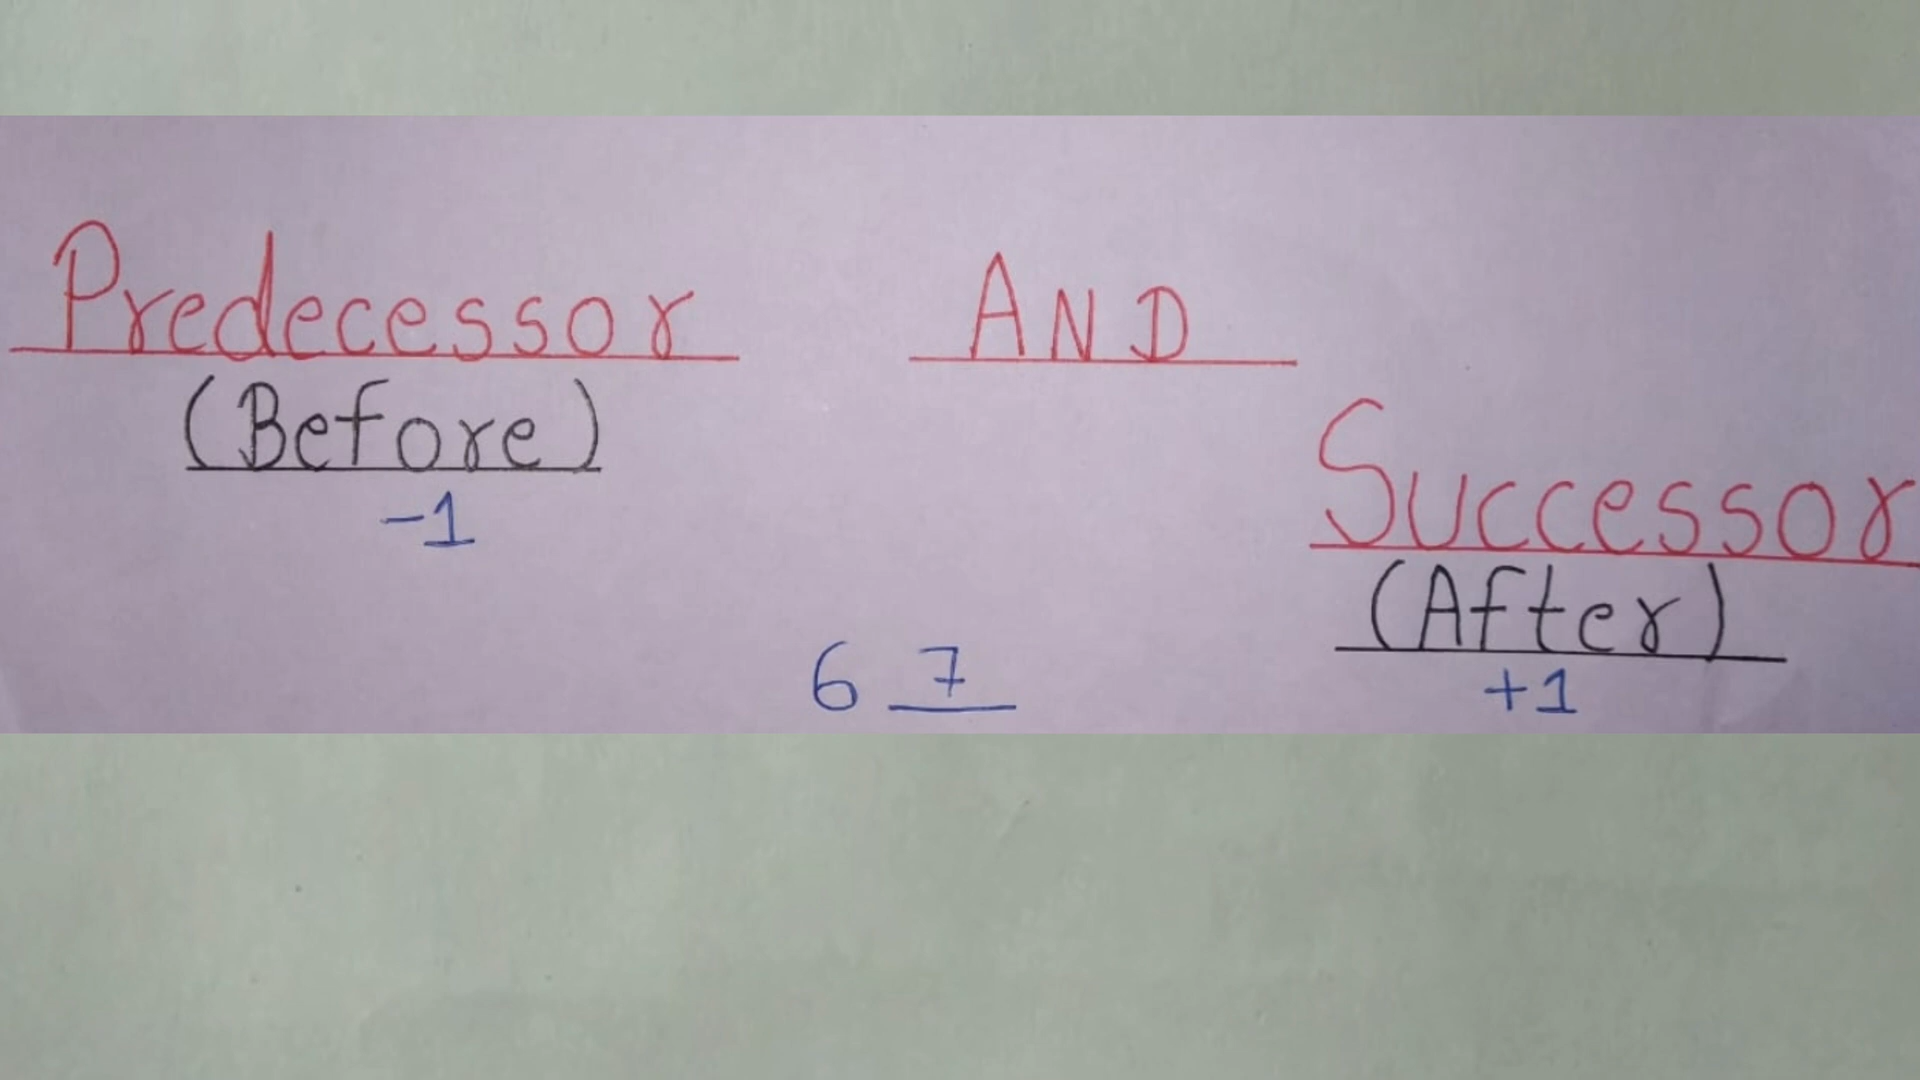 Predecessor AND
(Before)
-1
Successor
(After)
+1
6 7